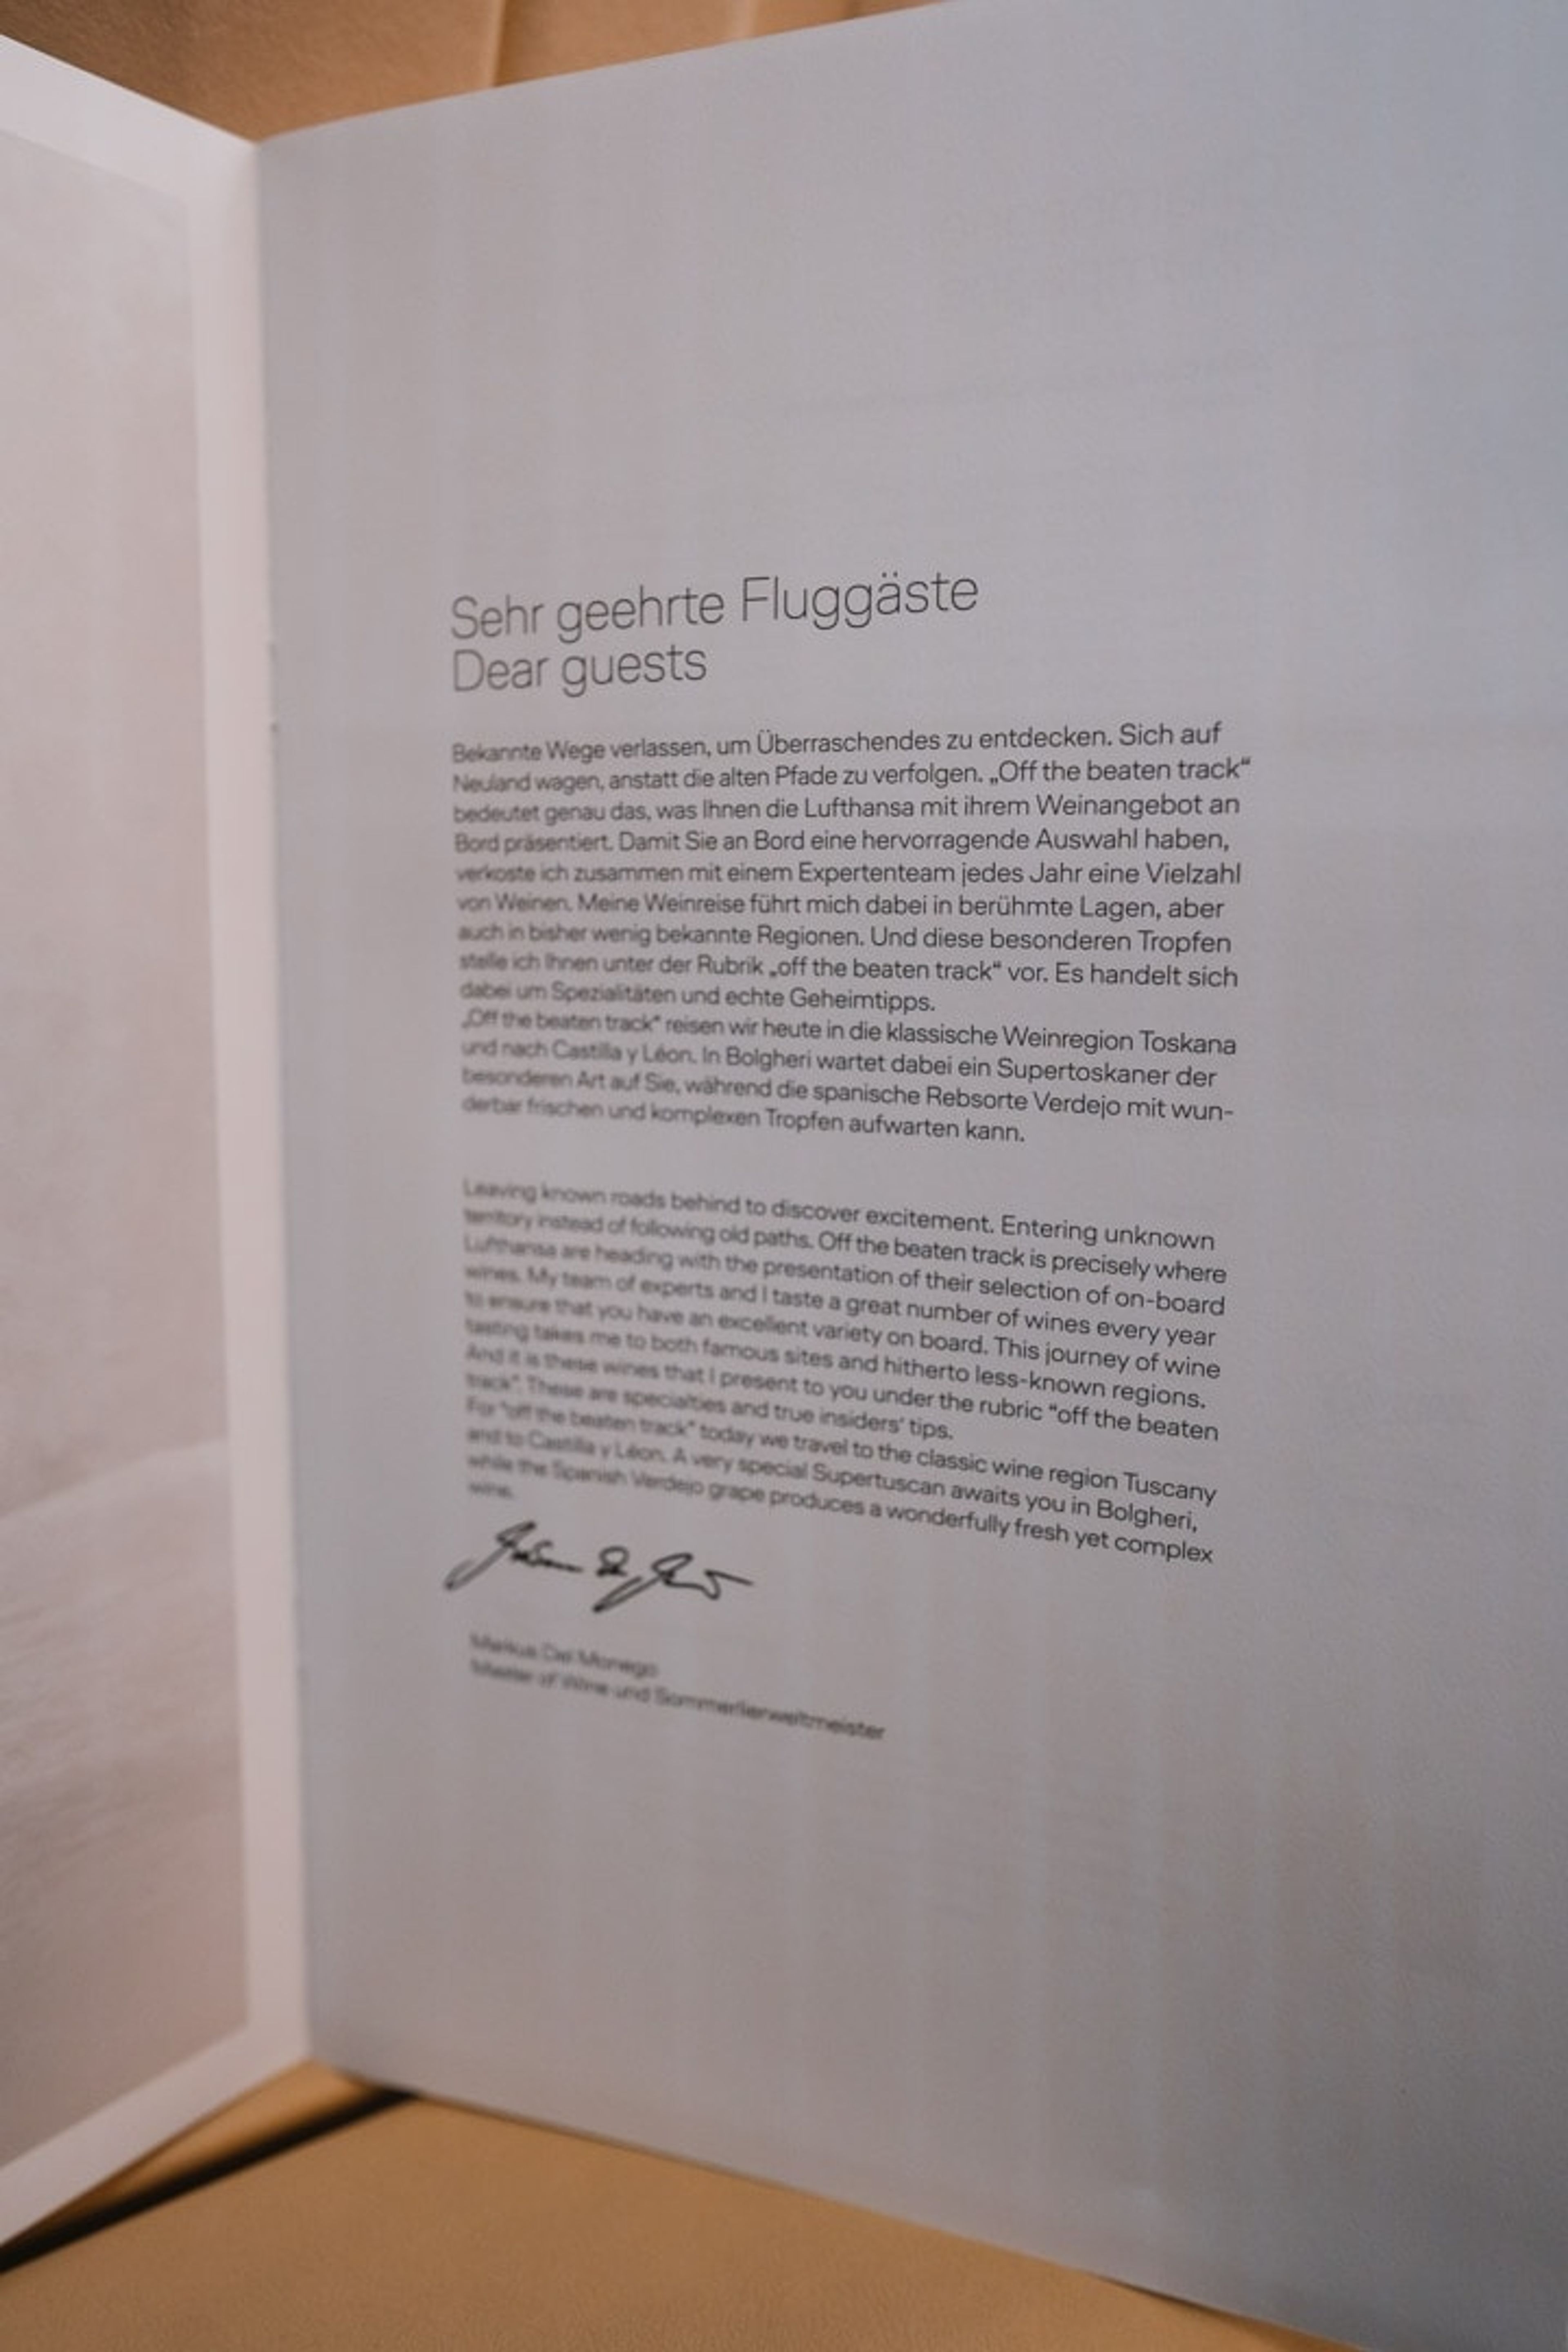 Sehr geehrte Fluggäste
Dear guests
Bekannte Wege verlassen, um Überraschendes zu entdecken. Sich auf
Neuland wagen, anstatt die alten Pfade zu verfolgen. „Off the beaten track“
bedeutet genau das, was Ihnen die Lufthansa mit ihrem Weinangebot an
Bord präsentiert. Damit Sie an Bord eine hervorragende Auswahl haben,
verkoste ich zusammen mit einem Expertenteam jedes Jahr eine Vielzahl
von Weinen. Meine Weinreise führt mich dabei in berühmte Lagen, aber
auch in bisher wenig bekannte Regionen. Und diese besonderen Tropfen
stelle ich Ihnen unter der Rubrik „off the beaten track“ vor. Es handelt sich
dabei um Spezialitäten und echte Geheimtipps.
„Off the beaten track“ reisen wir heute in die klassische Weinregion Toskana
und nach Castilla y Léon. In Bolgheri wartet dabei ein Supertoskaner der
besonderen Art auf Sie, während die spanische Rebsorte Verdejo mit wun-
derbar frischen und komplexen Tropfen aufwarten kann.
Leaving known roads behind to discover excitement. Entering unknown
territory instead of following old paths. Off the beaten track is precisely where
Lufthansa are heading with the presentation of their selection of on-board
wines. My team of experts and I taste a great number of wines every year
to ensure that you have an excellent variety on board. This journey of wine
tasting takes me to both famous sites and hitherto less-known regions.
And it is these wines that I present to you under the rubric “off the beaten
track”. These are specialties and true insiders’ tips.
For “off the beaten track” today we travel to the classic wine region Tuscany
and to Castilla y Léon. A very special Supertuscan awaits you in Bolgheri,
while the Spanish Verdejo grape produces a wonderfully fresh yet complex
wine.
Markus Del Monego
Master of Wine und Sommerlierweltmeister